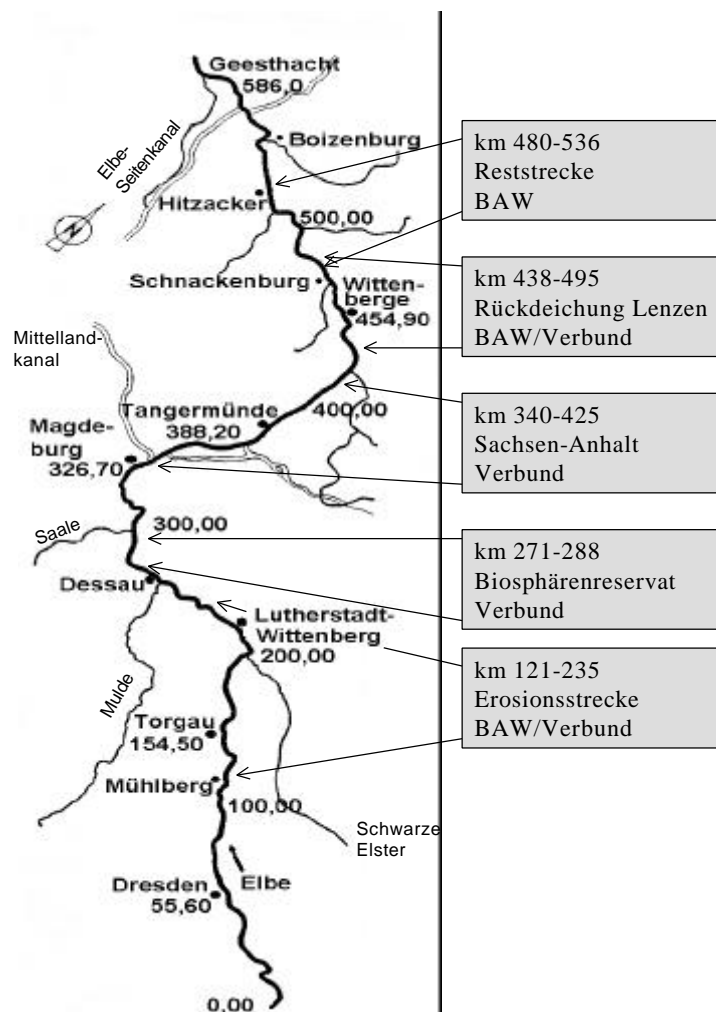 Geesthacht
586,0
Elbe-
Seitenkanal
Boizenburg
Hitzacker
500,00
Schnackenburg
Witten-
berge
454,90
Mittelland-
kanal
Tangermünde
388,20
400,00
Magde-
burg
326,70
300,00
Saale
Dessau
Lutherstadt-
Wittenberg
200,00
Mulde
Torgau
154,50
Mühlberg
100,00
Schwarze
Elster
Dresden
55,60
Elbe
0,00
N
km 480-536
Reststrecke
BAW
km 438-495
Rückdeichung Lenzen
BAW/Verbund
km 340-425
Sachsen-Anhalt
Verbund
km 271-288
Biosphärenreservat
Verbund
km 121-235
Erosionsstrecke
BAW/Verbund